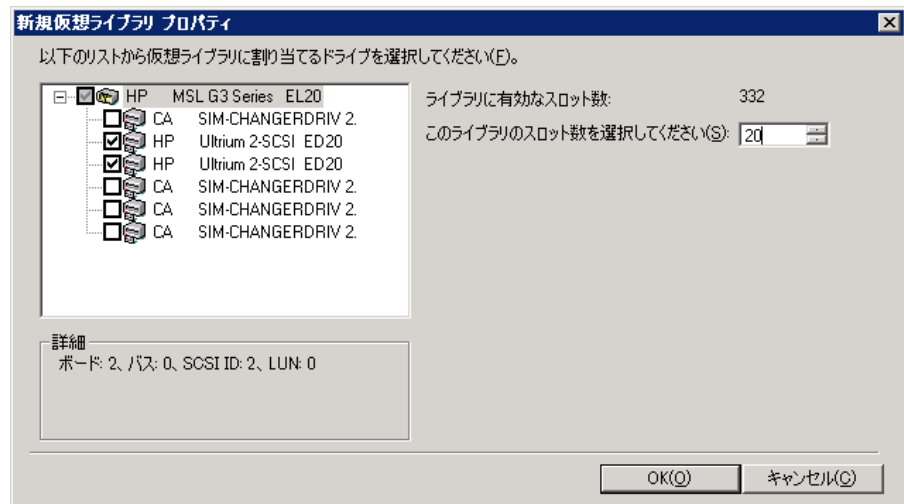 新規仮想ライブラリ プロパティ
以下のリストから仮想ライブラリに割り当てるドライブを選択してください(F)。
HP MSL G3 Series EL20
CA SIM-CHANGERDRIV 2.
HP Ultrium 2-SCSI ED20
HP Ultrium 2-SCSI ED20
CA SIM-CHANGERDRIV 2.
CA SIM-CHANGERDRIV 2.
CA SIM-CHANGERDRIV 2.
ライブラリに有効なスロット数: 332
このライブラリのスロット数を選択してください(S): 20
詳細
ボード: 2、バス: 0、SCSI ID: 2、LUN: 0
OK(O) キャンセル(C)